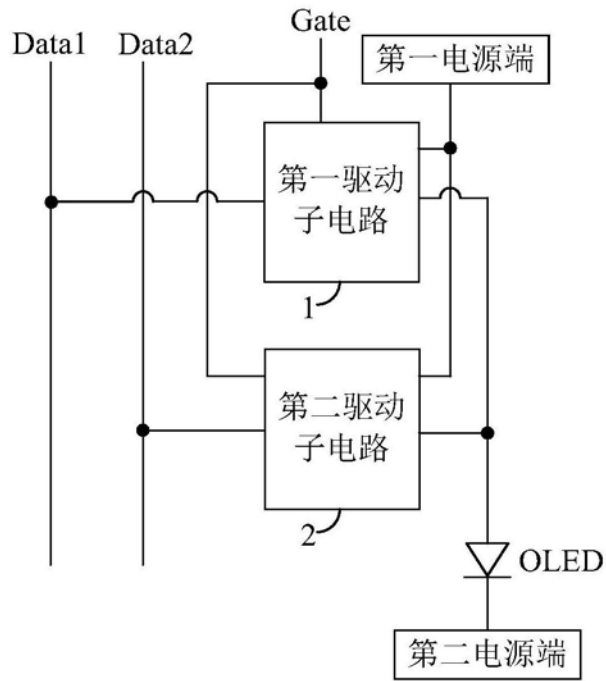 Gate
Data1 Data2
第一电源端
第一驱动
子电路
1
第二驱动
子电路
2
OLED
第二电源端